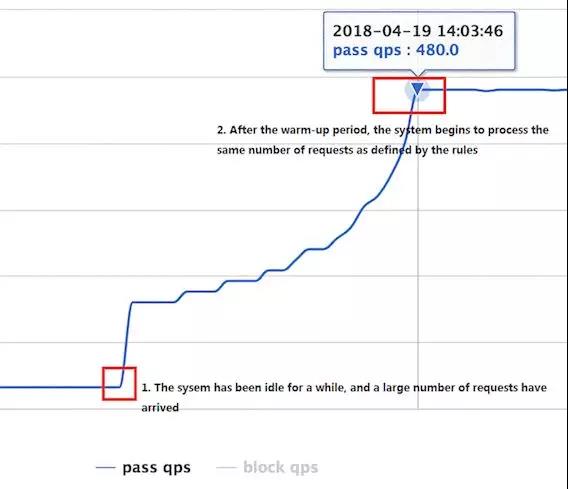 2018-04-19 14:03:46
pass qps : 480.0
2. After the warm-up period, the system begins to process the
same number of requests as defined by the rules
1. The sysem has been idle for a while, and a large number of requests have
arrived
pass qps
block qps